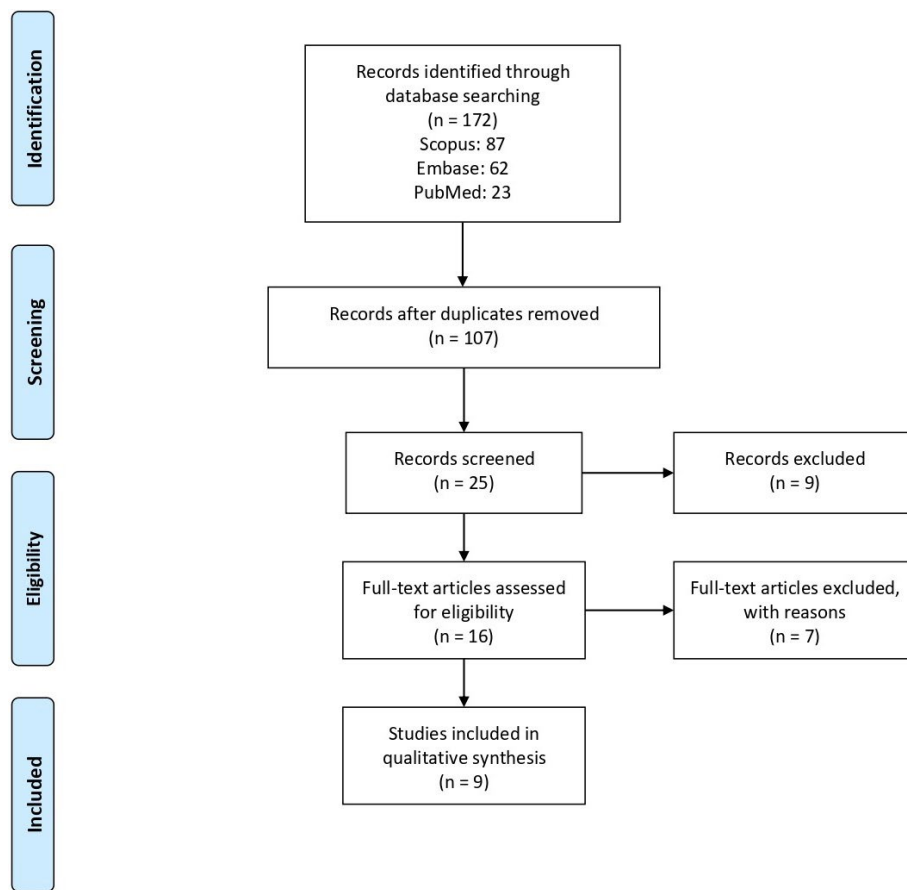 Identification
Records identified through
database searching
(n = 172)
Scopus: 87
Embase: 62
PubMed: 23
Screening
Records after duplicates removed
(n = 107)
Records screened
(n = 25)
Records excluded
(n = 9)
Eligibility
Full-text articles assessed
for eligibility
(n = 16)
Full-text articles excluded,
with reasons
(n = 7)
Included
Studies included in
qualitative synthesis
(n = 9)